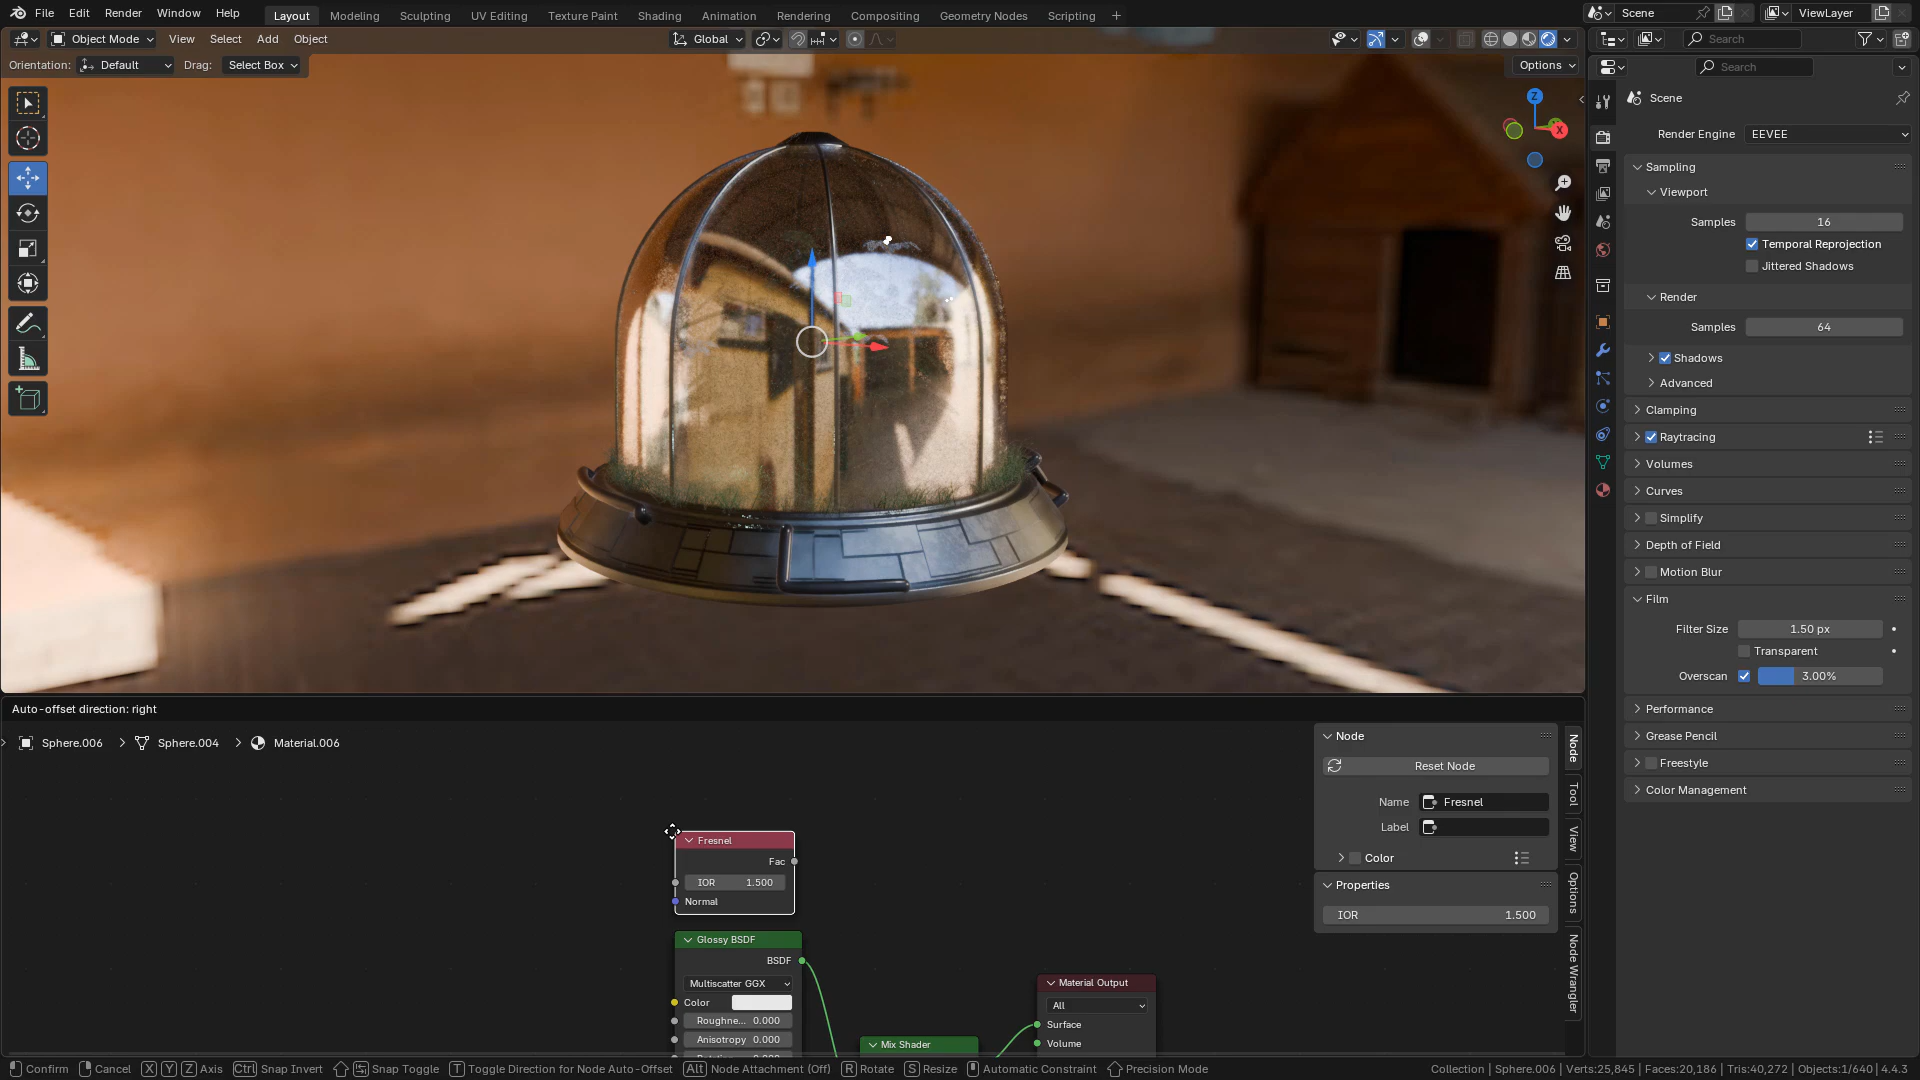 File Edit Render Window Help Layout Modeling Sculpting UV Editing Texture Paint Shading Animation Rendering Compositing Geometry Nodes Scripting + Scene ViewLayer
Object Mode View Select Add Object Global Search
Orientation: Default Drag: Select Box Options Search
Z
X
Scene
Render Engine EEVEE
Sampling
Viewport
Samples 16
Temporal Reprojection
Jittered Shadows
Render
Samples 64
Shadows
Advanced
Clamping
Raytracing
Volumes
Curves
Simplify
Depth of Field
Motion Blur
Film
Filter Size 1.50 px
Transparent
Overscan 3.00%
Performance
Grease Pencil
Freestyle
Color Management
Auto-offset direction: right
Sphere.006 Sphere.004 Material.006
Fresnel
Fac
IOR 1.500
Normal
Glossy BSDF
BSDF
Multiscatter GGX
Color
Roughne... 0.000
Anisotropy 0.000
Mix Shader
Material Output
All
Surface
Volume
Node
Reset Node
Name Fresnel
Label
Color
Properties
IOR 1.500
Node
Tool
View
Options
Node Wrangler
Confirm Cancel X Y Z Axis Ctrl Snap Invert Snap Toggle T Toggle Direction for Node Auto-Offset Alt Node Attachment (Off) R Rotate S Resize Automatic Constraint Precision Mode Collection | Sphere.006 | Verts:25,845 | Faces:20,186 | Tris:40,272 | Objects:1/640 | 4.4.3